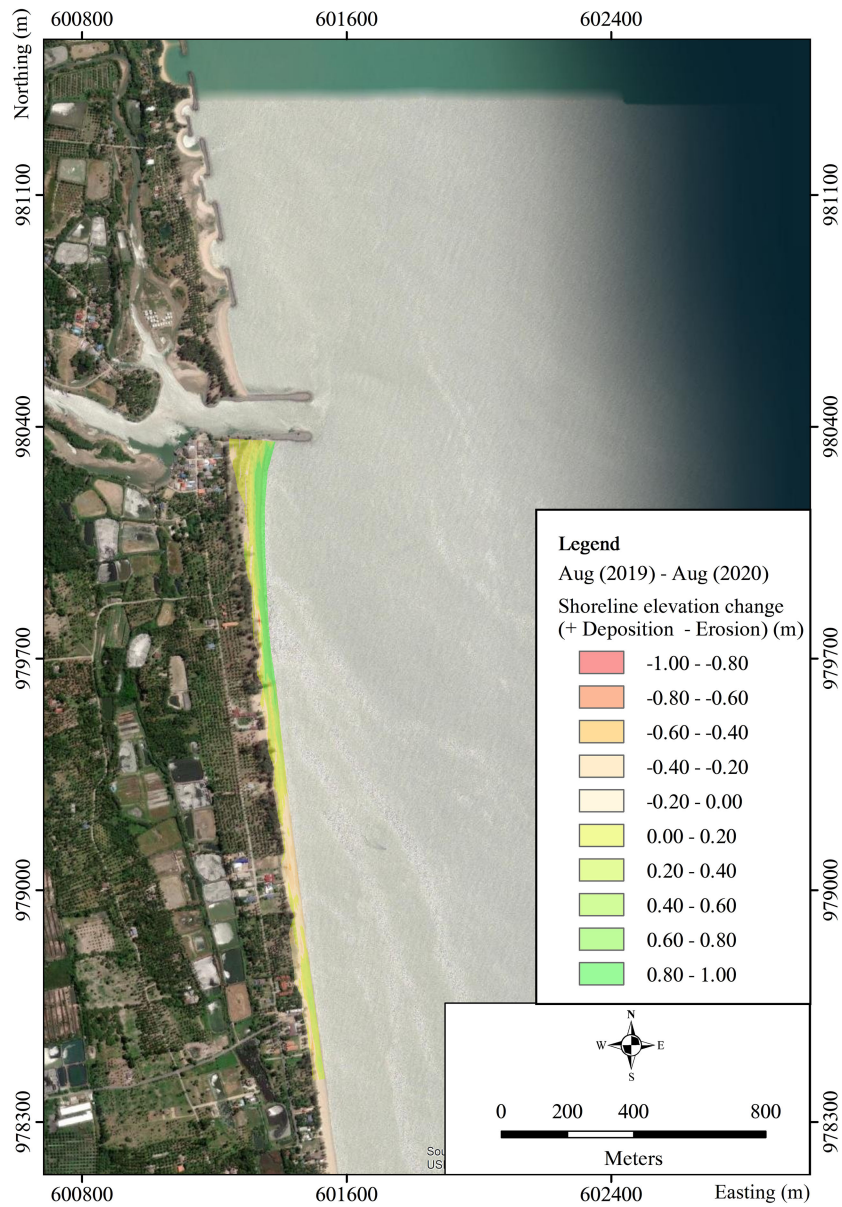 600800 1601600 602400
Northing (m)
981100 981100
980400 980400
979700 979700
979000 979000
978300 978300
Legend
Aug (2019) - Aug (2020)
Shoreline elevation change
(+ Deposition - Erosion) (m)
-1.00 - -0.80
-0.80 - -0.60
-0.60 - -0.40
-0.40 - -0.20
-0.20 - 0.00
0.00 - 0.20
0.20 - 0.40
0.40 - 0.60
0.60 - 0.80
0.80 - 1.00
N
W E
S
0 200 400 800
Meters
Sou
USI
600800 601600 602400 Easting (m)